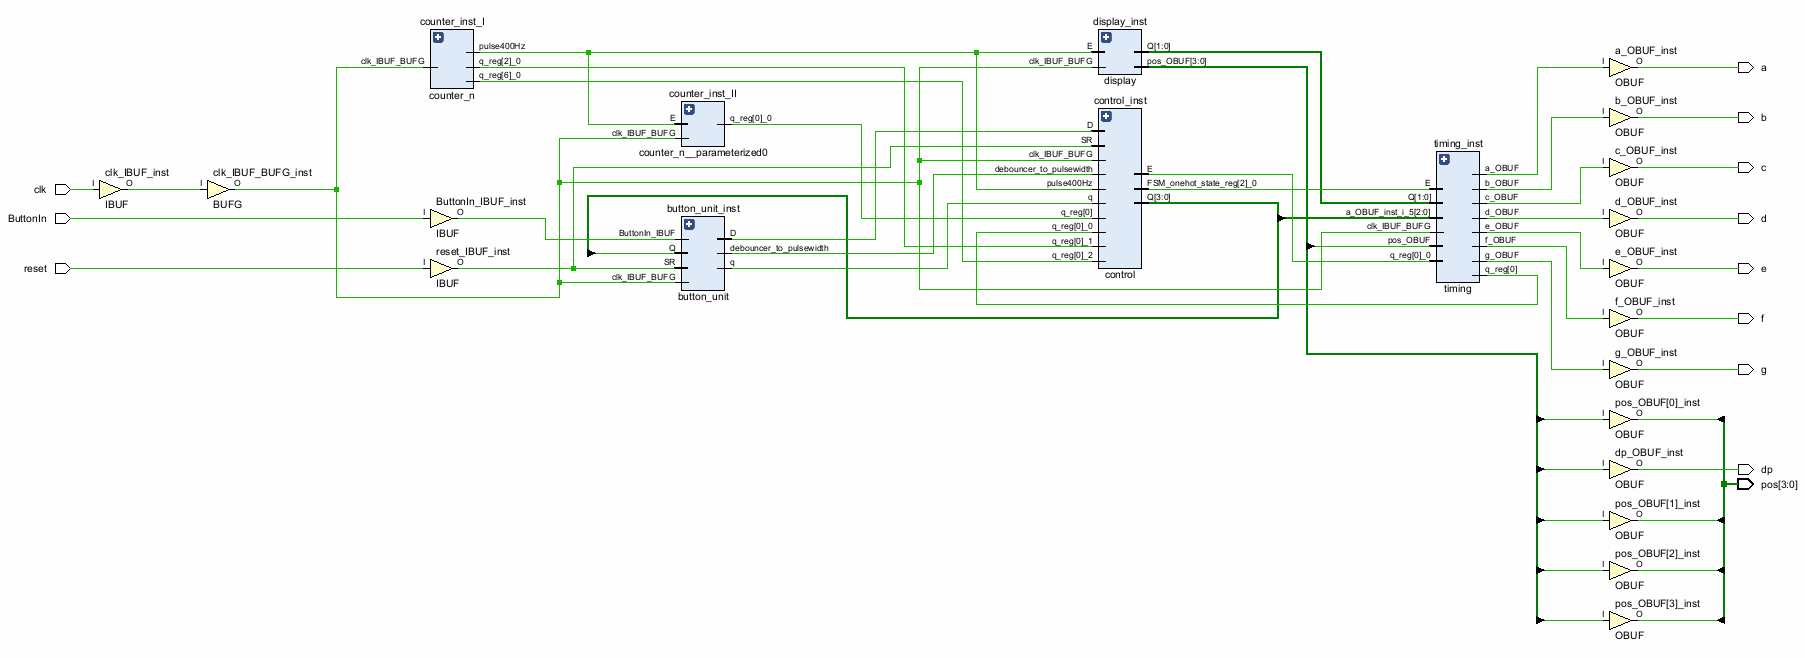 clk
ButtonIn
reset
clk_IBUF_inst
I
O
IBUF
clk_IBUF_BUFG_inst
I
O
BUFG
counter_inst_I
clk_IBUF_BUFG
pulse400Hz
q_reg[2]_0
q_reg[6]_0
counter_n
ButtonIn_IBUF_inst
I
O
IBUF
reset_IBUF_inst
I
O
IBUF
counter_inst_II
E
clk_IBUF_BUFG
q_reg[0]_0
counter_n__parameterized0
button_unit_inst
ButtonIn_IBUF
Q
SR
clk_IBUF_BUFG
D
debouncer_to_pulsewidth
q
button_unit
display_inst
E
clk_IBUF_BUFG
Q[1:0]
pos_OBUF[3:0]
display
control_inst
D
SR
clk_IBUF_BUFG
debouncer_to_pulsewidth
pulse400Hz
q
q_reg[0]
q_reg[0]_0
q_reg[0]_1
q_reg[0]_2
E
FSM_onehot_state_reg[2]_0
Q[3:0]
control
timing_inst
E
Q[1:0]
a_OBUF_inst_i_5[2:0]
clk_IBUF_BUFG
pos_OBUF
q_reg[0]_0
a_OBUF
b_OBUF
c_OBUF
d_OBUF
e_OBUF
f_OBUF
g_OBUF
q_reg[0]
timing
a_OBUF_inst
I
O
OBUF
a
b_OBUF_inst
I
O
OBUF
b
c_OBUF_inst
I
O
OBUF
c
d_OBUF_inst
I
O
OBUF
d
e_OBUF_inst
I
O
OBUF
e
f_OBUF_inst
I
O
OBUF
f
g_OBUF_inst
I
O
OBUF
g
pos_OBUF[0]_inst
I
O
OBUF
dp_OBUF_inst
I
O
OBUF
dp
pos[3:0]
pos_OBUF[1]_inst
I
O
OBUF
pos_OBUF[2]_inst
I
O
OBUF
pos_OBUF[3]_inst
I
O
OBUF